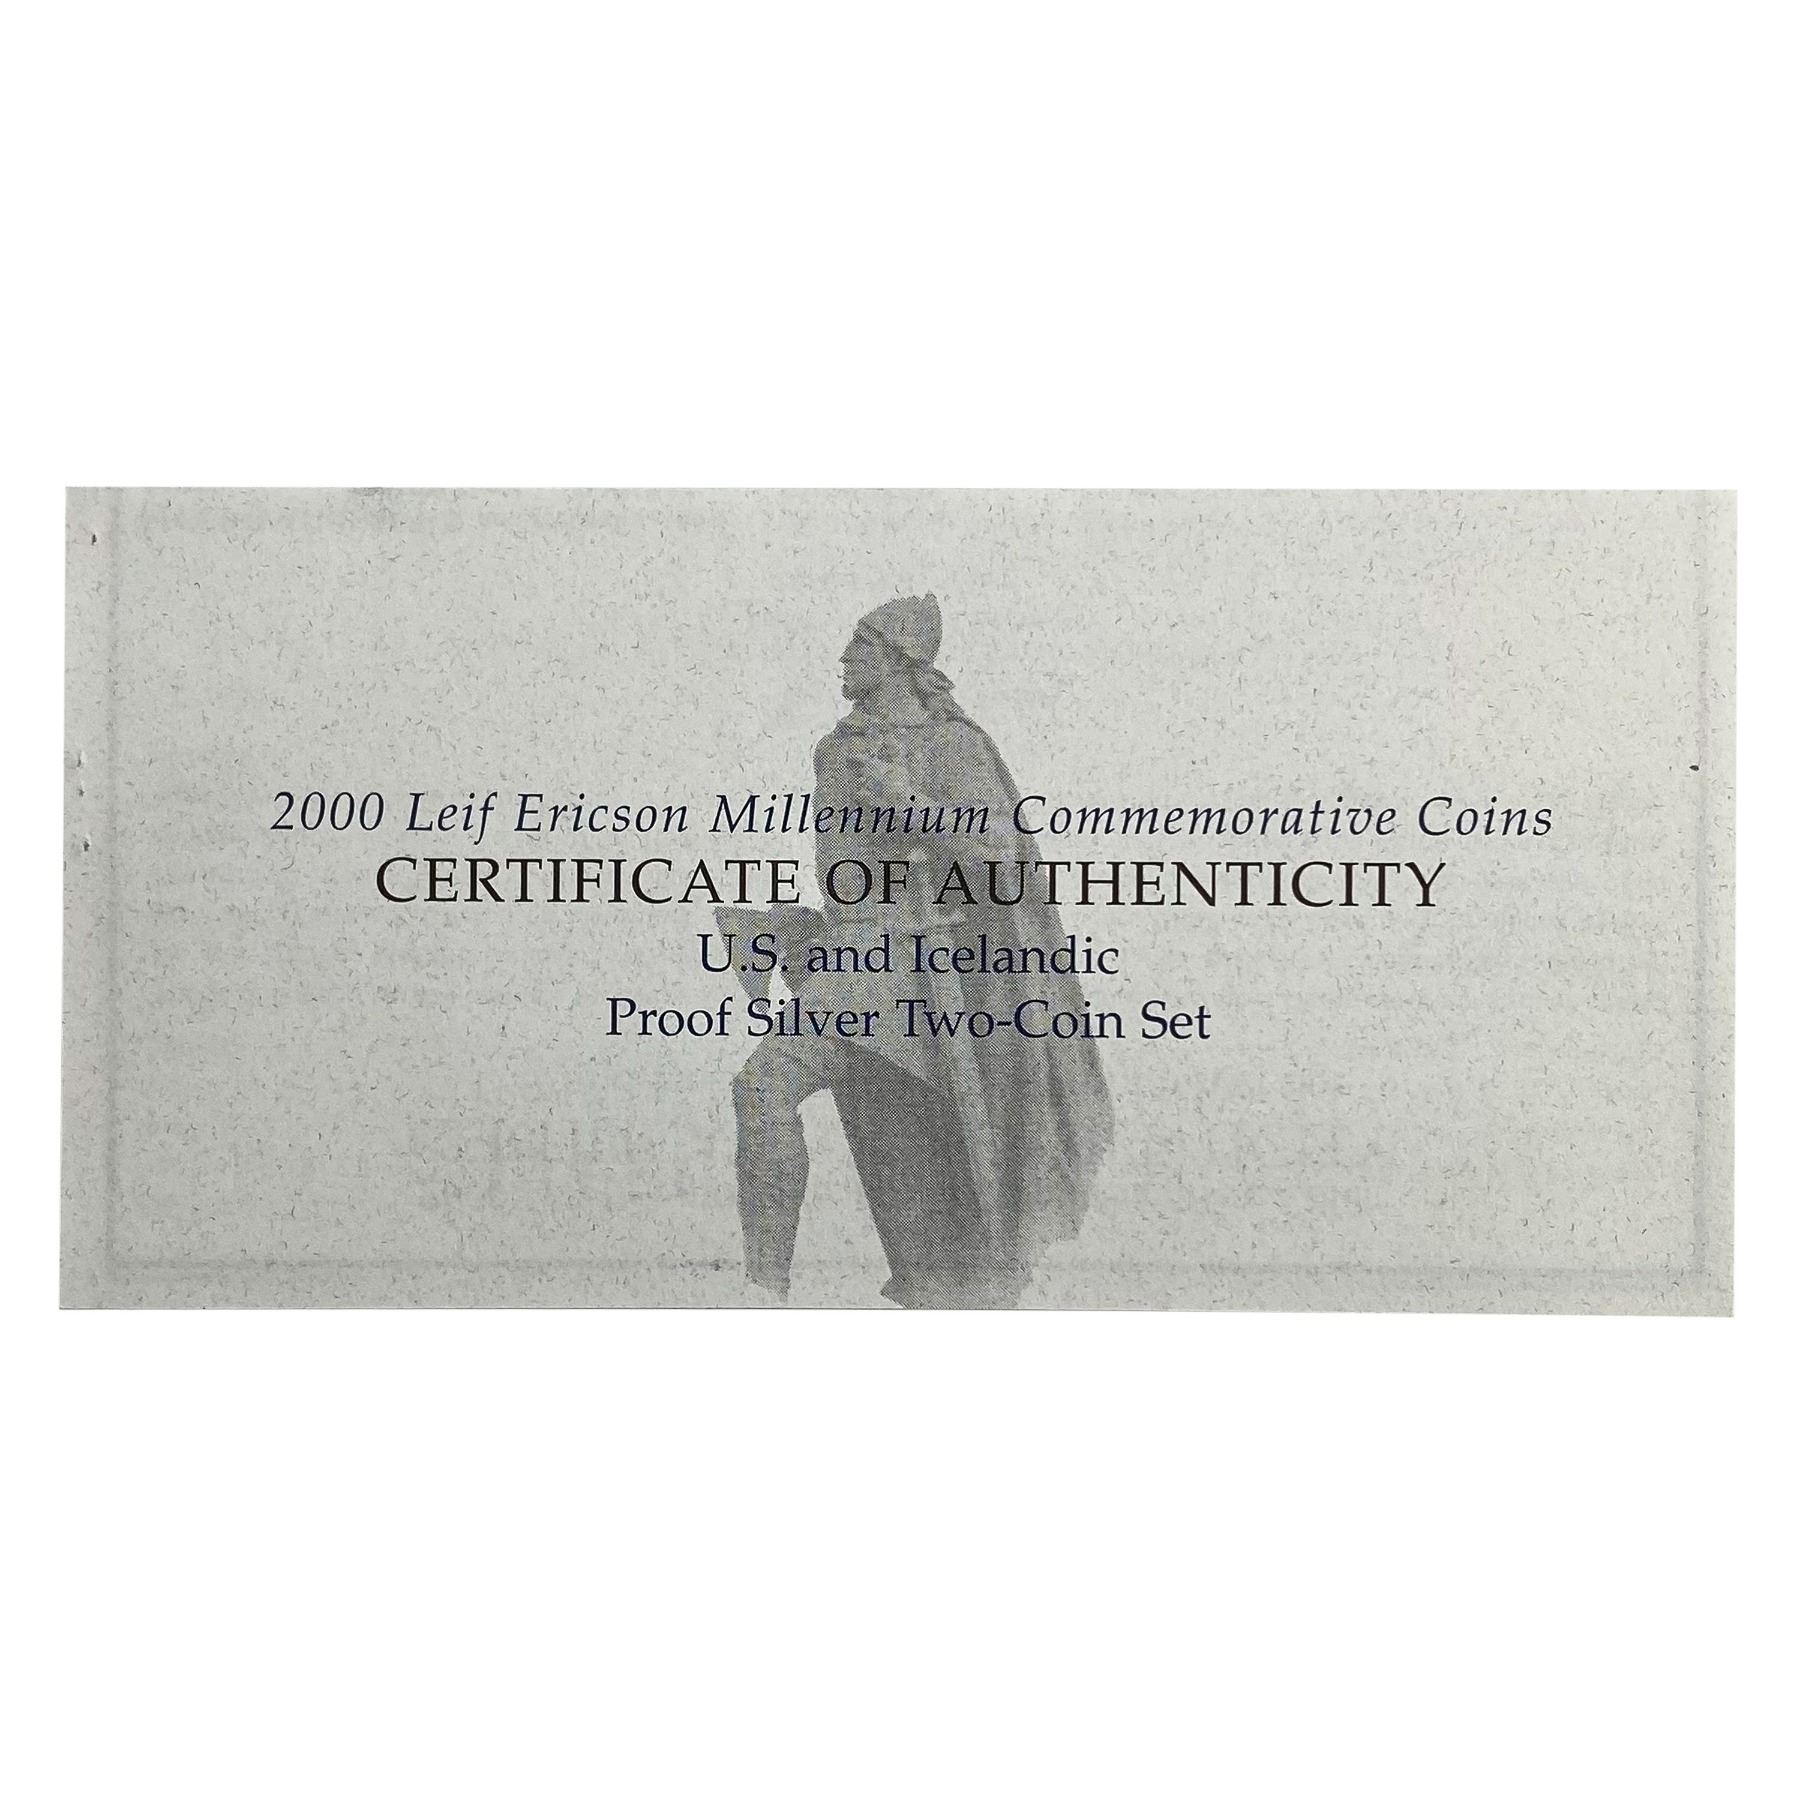 2000 Leif Ericson Millennium Commemorative Coins
CERTIFICATE OF AUTHENTICITY
U.S. and Icelandic
Proof Silver Two-Coin Set